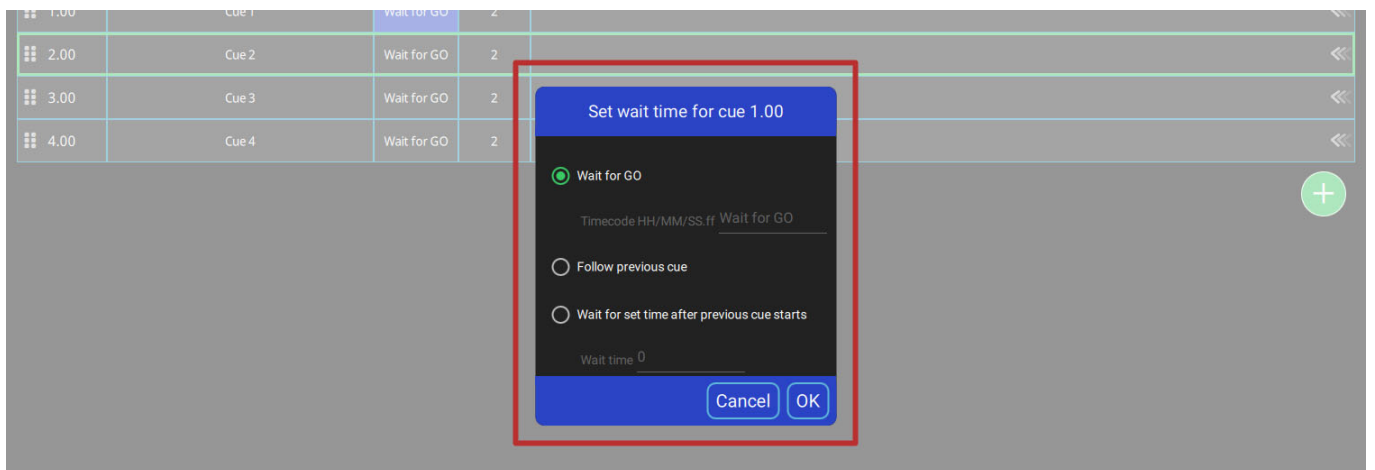 1.00 Cue 1 Wait for GO 2
2.00 Cue 2 Wait for GO 2
3.00 Cue 3 Wait for GO 2
4.00 Cue 4 Wait for GO 2
Set wait time for cue 1.00
Wait for GO
Timecode HH/MM/SS.ff Wait for GO
Follow previous cue
Wait for set time after previous cue starts
Wait time 0
Cancel OK